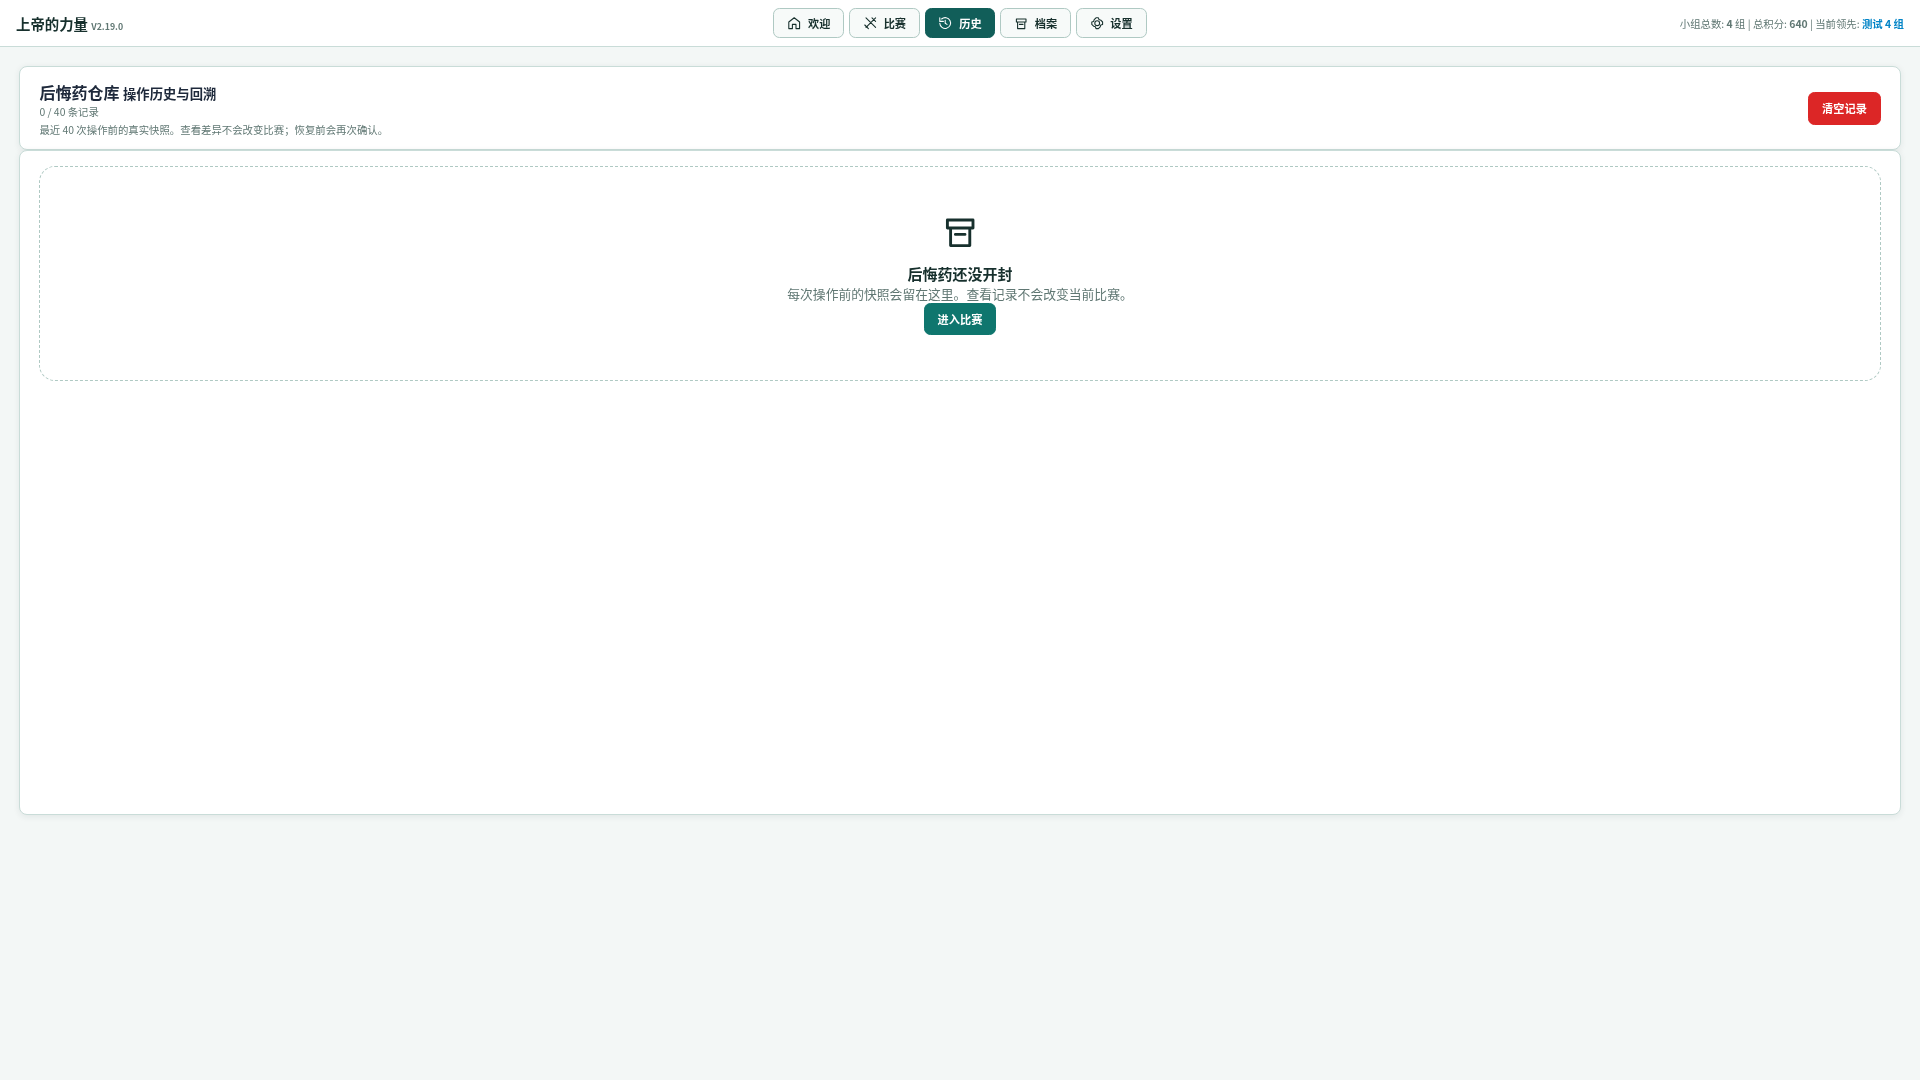 上帝的力量 V2.19.0
欢迎
比赛
历史
档案
设置
小组总数: 4 组 | 总积分: 640 | 当前领先: 测试 4 组
后悔药仓库 操作历史与回溯
0 / 40 条记录
最近 40 次操作前的真实快照。查看差异不会改变比赛；恢复前会再次确认。
清空记录
后悔药还没开封
每次操作前的快照会留在这里。查看记录不会改变当前比赛。
进入比赛